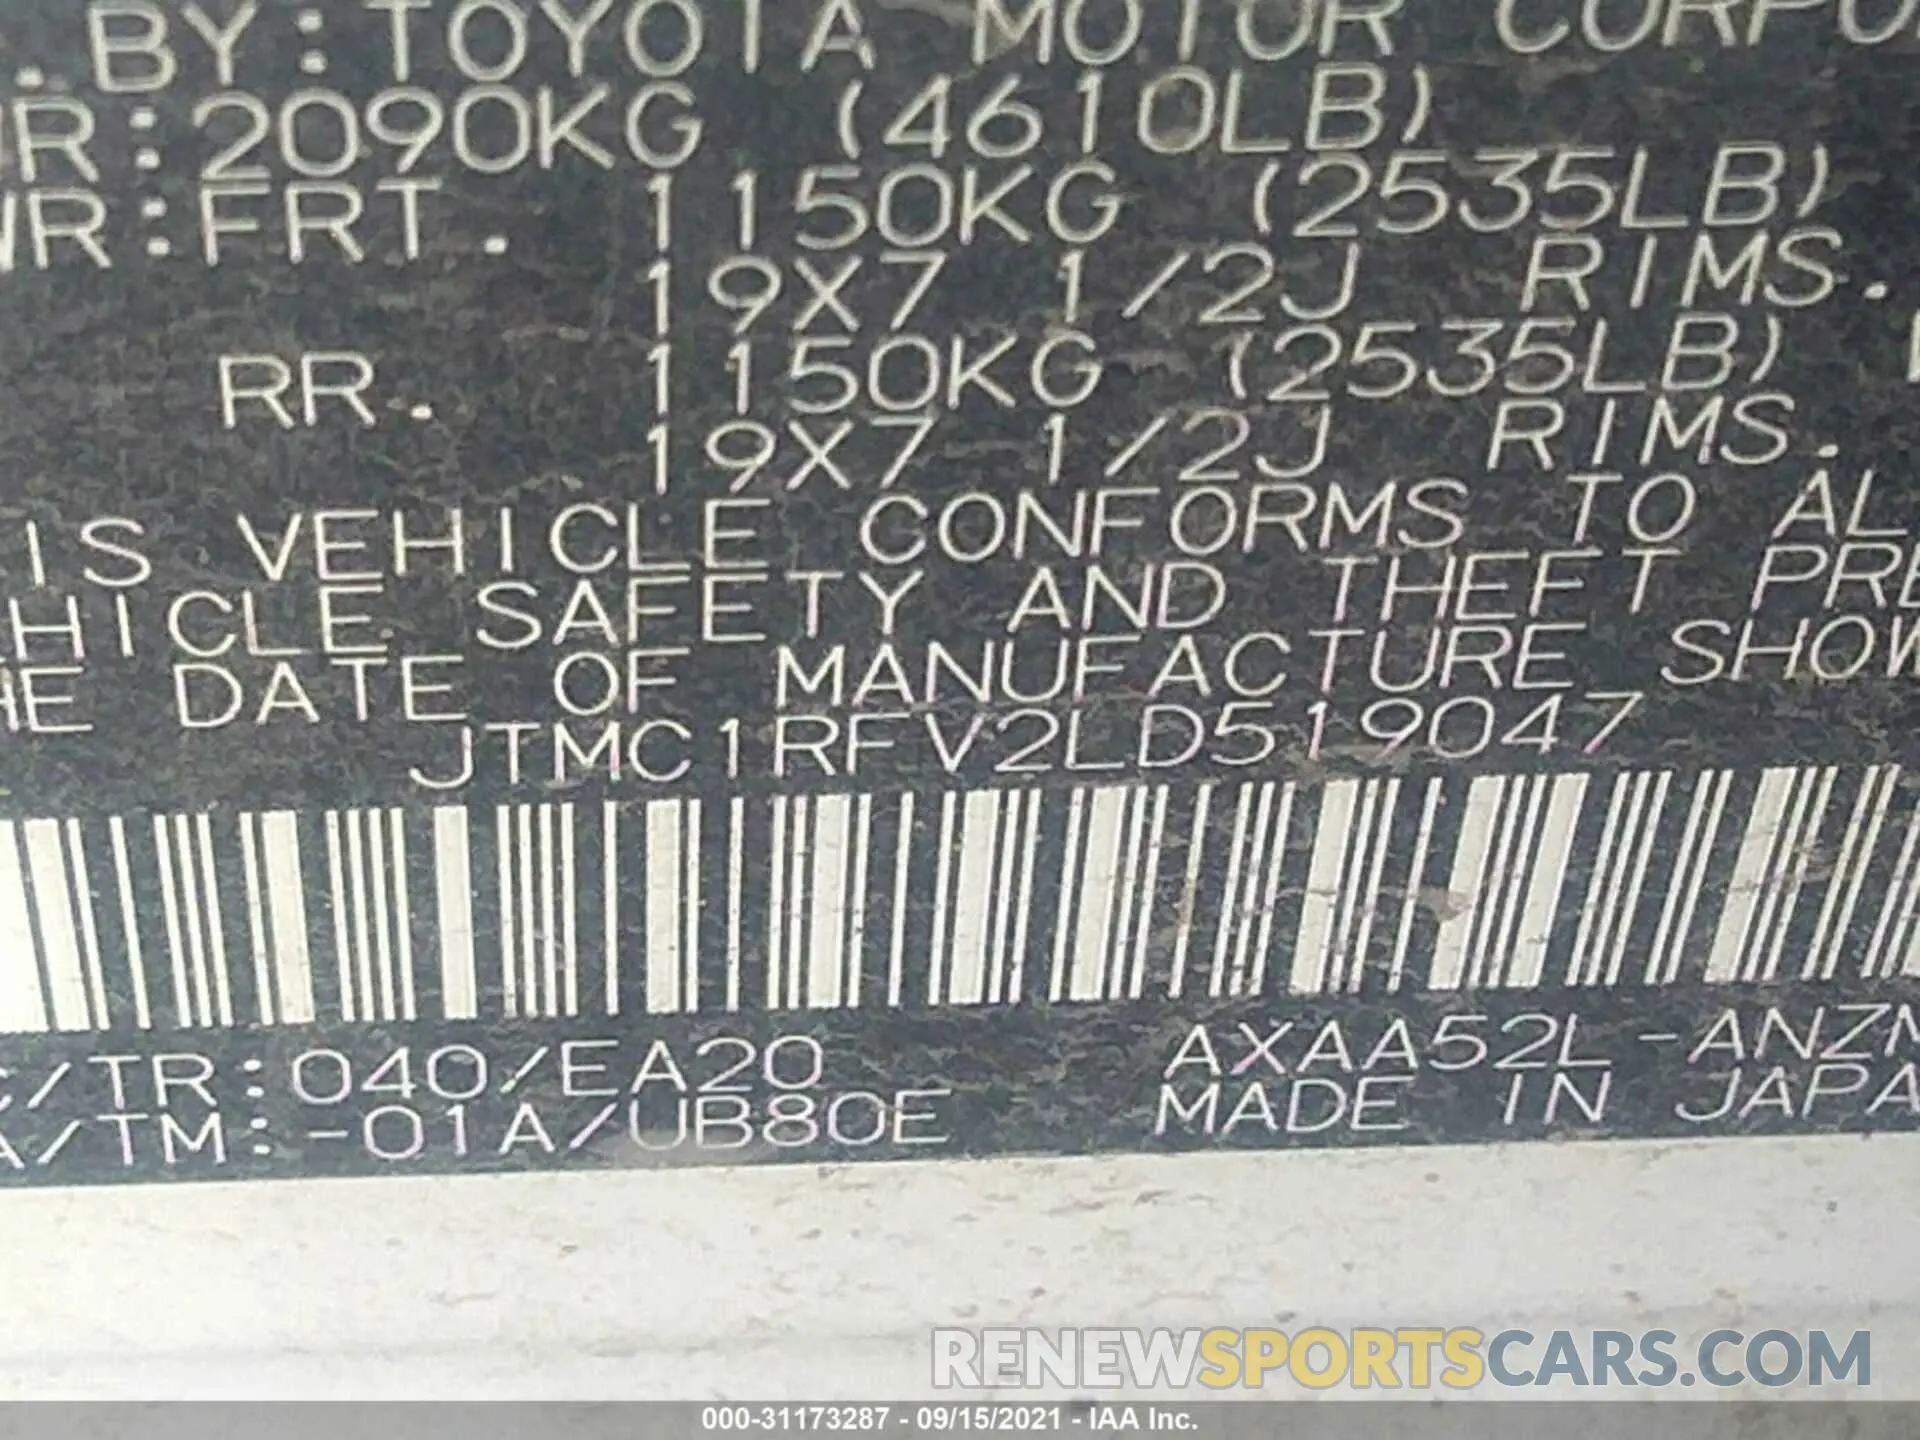 . BY:TOYOTA MOTOR CORPO
R:2090KG (4610LB)
WR:FRT. 1150KG (2535LB)
19X7 1/2J RIMS.
RR. 1150KG (2535LB)
19X7 1/2J RIMS.
IS VEHICLE CONFORMS TO AL
HICLE SAFETY AND THEFT PRE
HE DATE OF MANUFACTURE SHOW
JTMC1RFV2LD519047
C/TR:040/EA20 AXAA52L-ANZM
A/TM:-01A/UB80E MADE IN JAPA
RENEWSPORTSCARS.COM
000-31173287 - 09/15/2021 - IAA Inc.